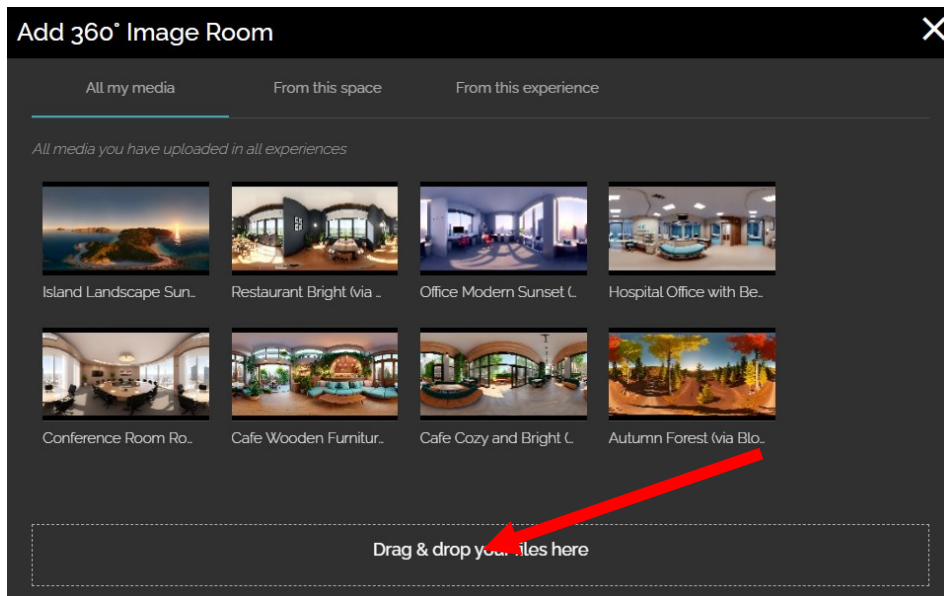 Add 360° Image Room
All my media
From this space
From this experience
All media you have uploaded in all experiences
Island Landscape Sun...
Restaurant Bright (via ...
Office Modern Sunset (...
Hospital Office with Be...
Conference Room Ro...
Cafe Wooden Furnitur...
Cafe Cozy and Bright (...
Autumn Forest (via Blo...
Drag & drop your files here